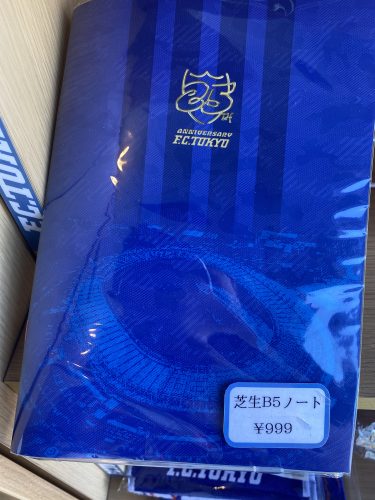 25th
ANNIVERSARY
F.C.TOKYO
芝生B5ノート
¥999
F.C.TOKYO